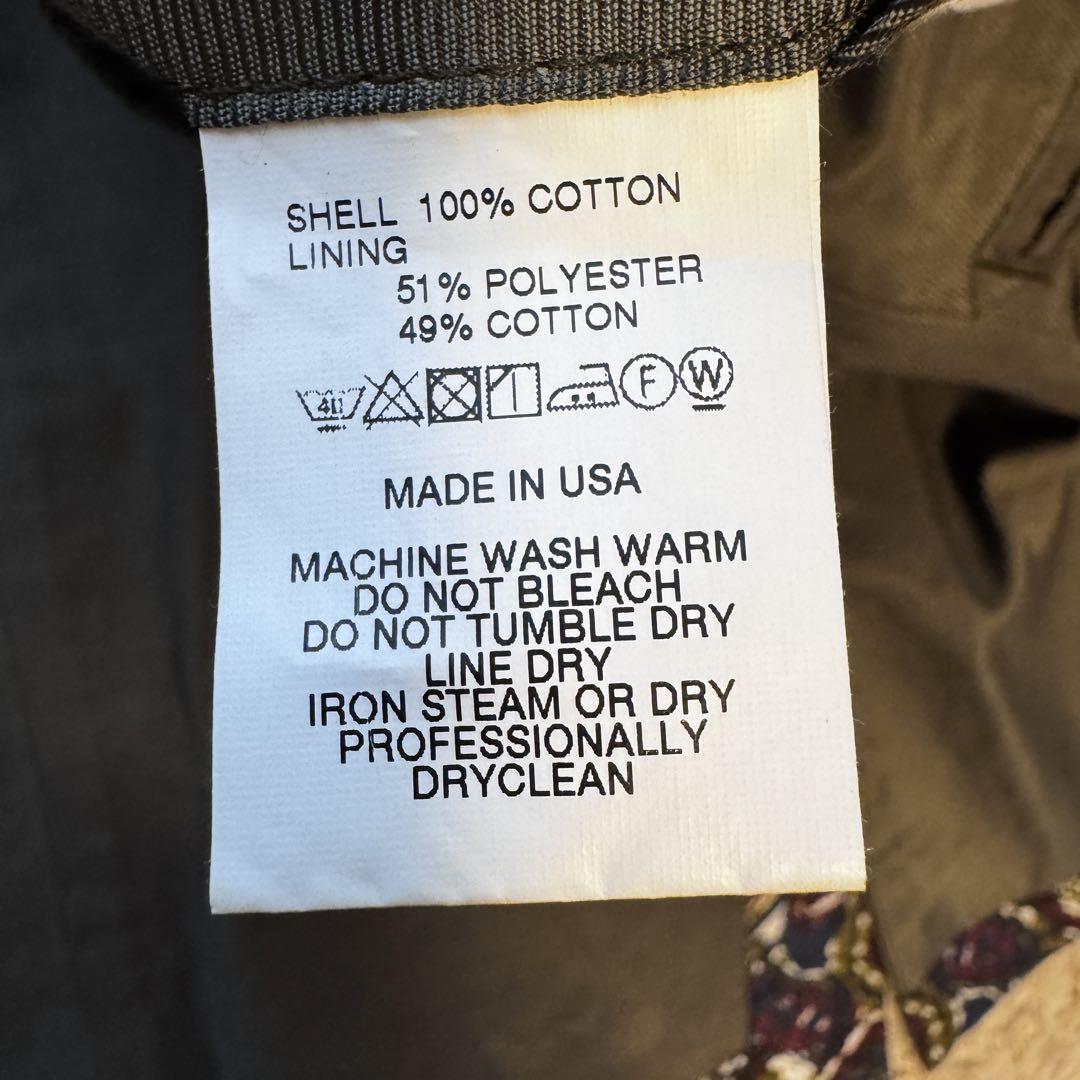 SHELL 100% COTTON
LINING
51% POLYESTER
49% COTTON
40 F W
MADE IN USA
MACHINE WASH WARM
DO NOT BLEACH
DO NOT TUMBLE DRY
LINE DRY
IRON STEAM OR DRY
PROFESSIONALLY
DRYCLEAN